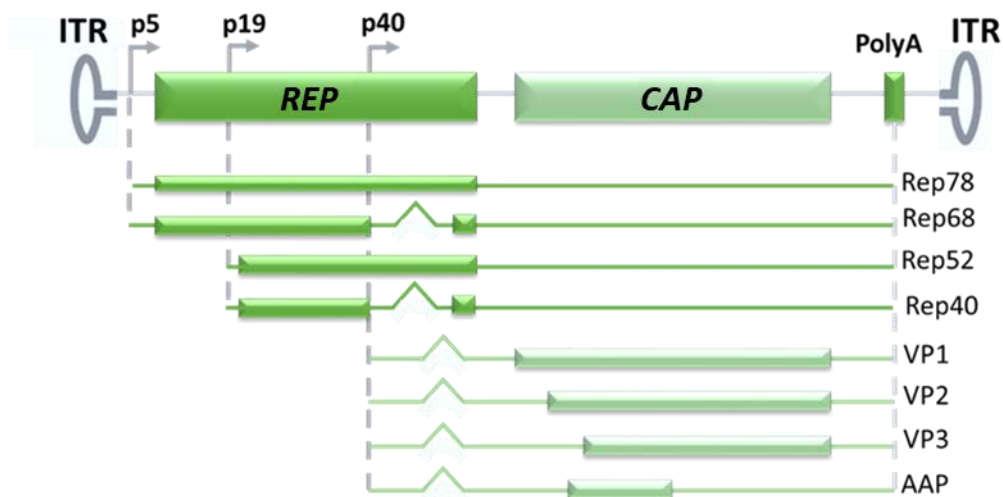 ITR p5 p19 p40 PolyA ITR
REP CAP
Rep78
Rep68
Rep52
Rep40
VP1
VP2
VP3
AAP